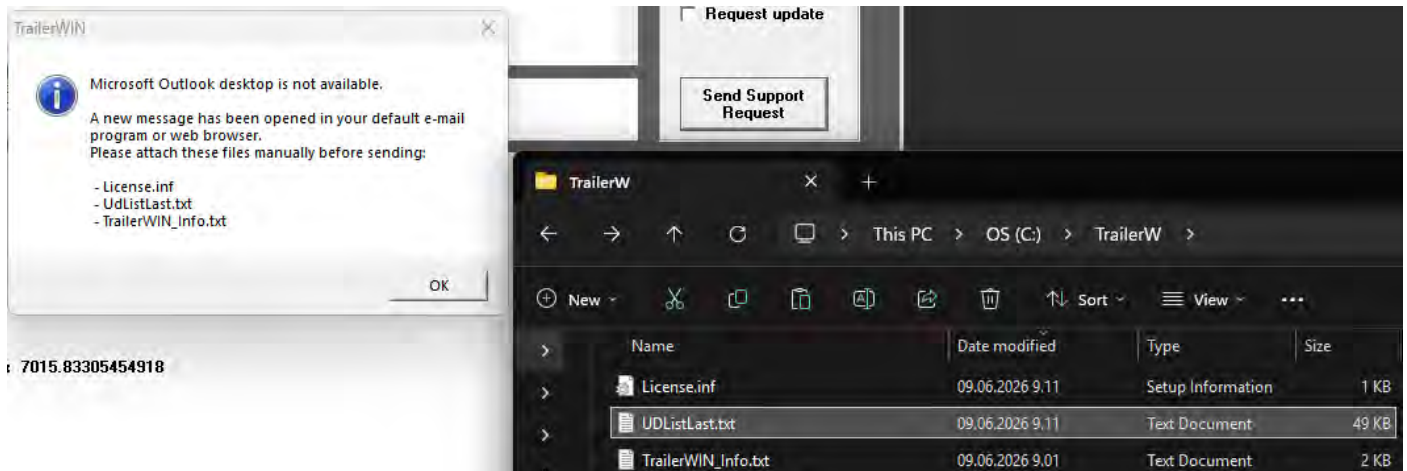 TrailerWIN
Microsoft Outlook desktop is not available.
A new message has been opened in your default e-mail
program or web browser.
Please attach these files manually before sending:
- License.inf
- UdListLast.txt
- TrailerWIN_Info.txt
OK
: 7015.83305454918
Request update
Send Support
Request
TrailerW
This PC > OS (C:) > TrailerW >
New Sort View ...
Name Date modified Type Size
License.inf 09.06.2026 9.11 Setup Information 1 KB
UDListLast.txt 09.06.2026 9.11 Text Document 49 KB
TrailerWIN_Info.txt 09.06.2026 9.01 Text Document 2 KB